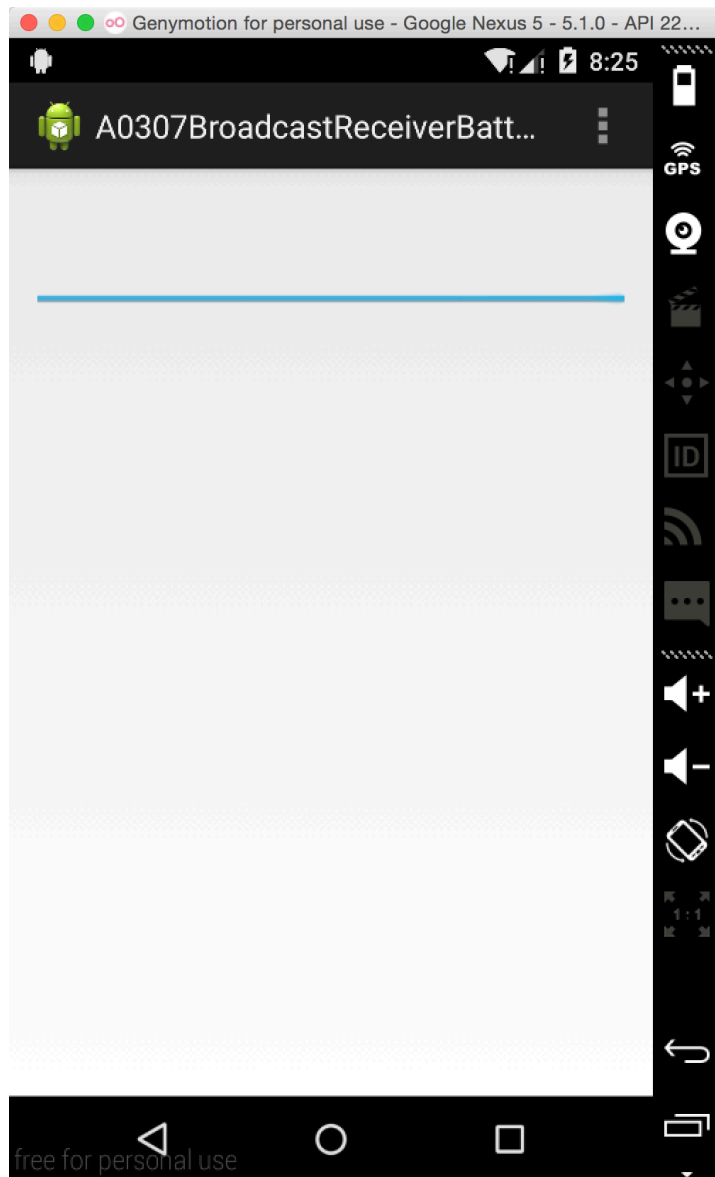 Genymotion for personal use - Google Nexus 5 - 5.1.0 - API 22...
8:25
A0307BroadcastReceiverBatt...
GPS
ID
1:1
free for personal use